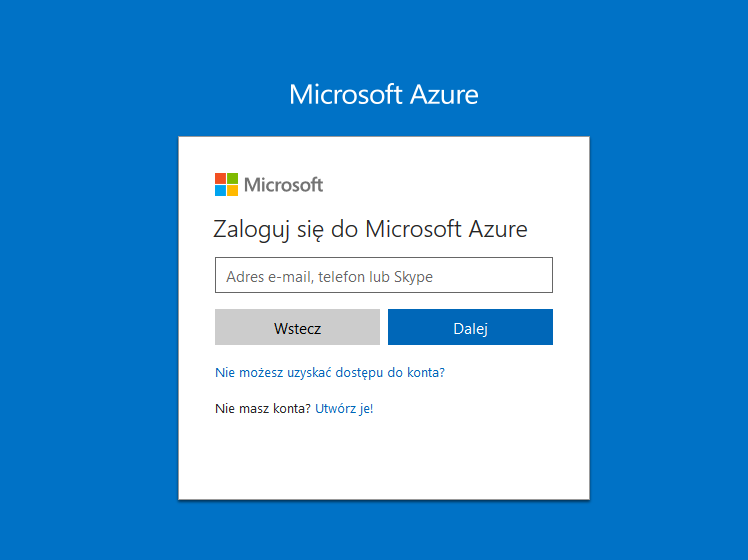 Microsoft Azure
Microsoft
Zaloguj się do Microsoft Azure
Adres e-mail, telefon lub Skype
Wstecz
Dalej
Nie możesz uzyskać dostępu do konta?
Nie masz konta? Utwórz je!